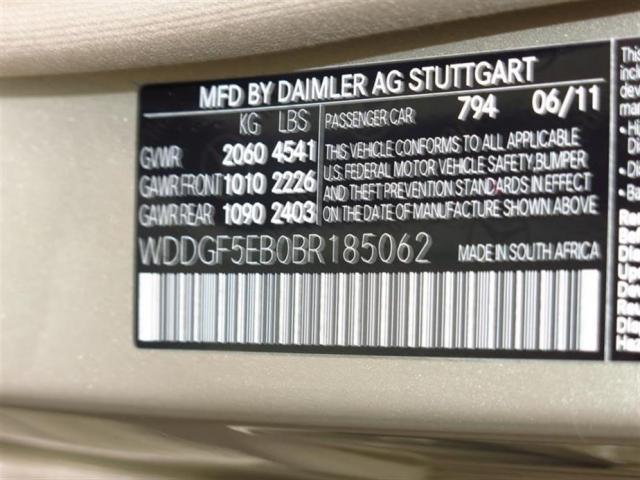 MFD BY DAIMLER AG STUTTGART
KG LBS
GVWR 2060 4541
GAWR FRONT 1010 2226
GAWR REAR 1090 2403
PASSENGER CAR 794 06/11
THIS VEHICLE CONFORMS TO ALL APPLICABLE
U.S. FEDERAL MOTOR VEHICLE SAFETY, BUMPER
AND THEFT PREVENTION STANDARDS IN EFFECT
ON THE DATE OF MANUFACTURE SHOWN ABOVE.
WDDGF5EB0BR185062 MADE IN SOUTH AFRICA
This